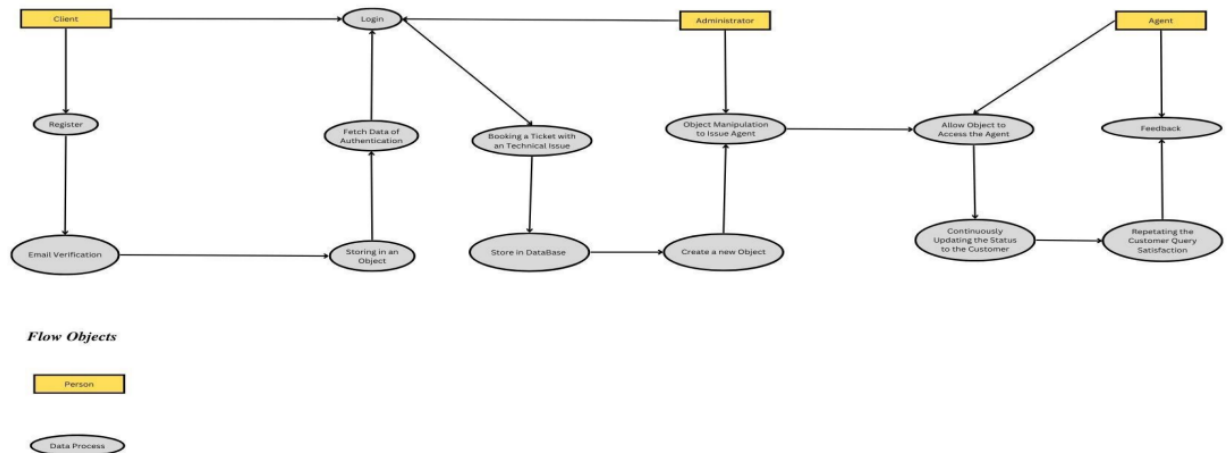 Client
Login
Administrator
Agent
Register
Fetch Data of
Authentication
Booking a Ticket with
an Technical Issue
Object Manipulation
to Issue Agent
Allow Object to
Access the Agent
Feedback
Email Verification
Storing in an
Object
Store in DataBase
Create a new Object
Continuously
Updating the Status
to the Customer
Repetating the
Customer Query
Satisfaction
Flow Objects
Person
Data Process